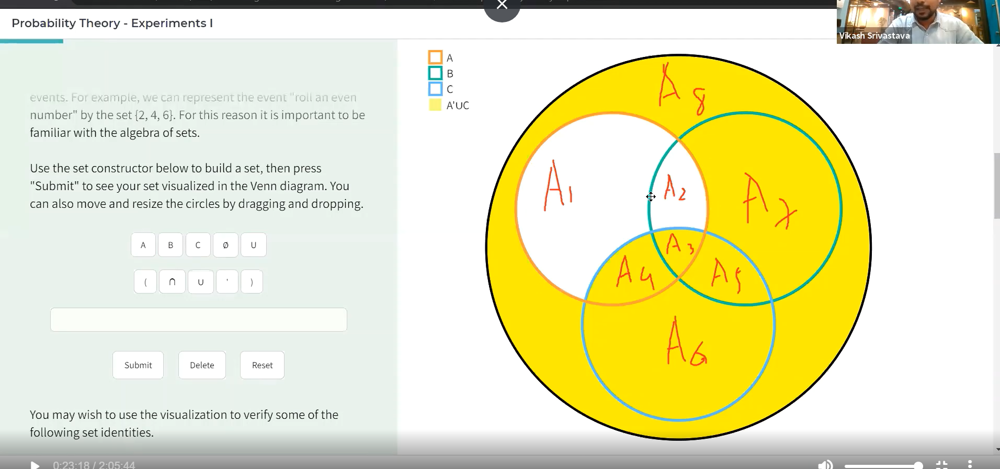 Probability Theory - Experiments I
Vikash Srivastava
events. For example, we can represent the event "roll an even
number" by the set {2, 4, 6}. For this reason it is important to be
familiar with the algebra of sets.
Use the set constructor below to build a set, then press
"Submit" to see your set visualized in the Venn diagram. You
can also move and resize the circles by dragging and dropping.
A B C Ø U
( ∩ ∪ ' )
Submit Delete Reset
You may wish to use the visualization to verify some of the
following set identities.
A
B
C
A'∪C
A8
A1
A2
A7
A3
A4
A5
A6
0:23:18 / 2:05:44